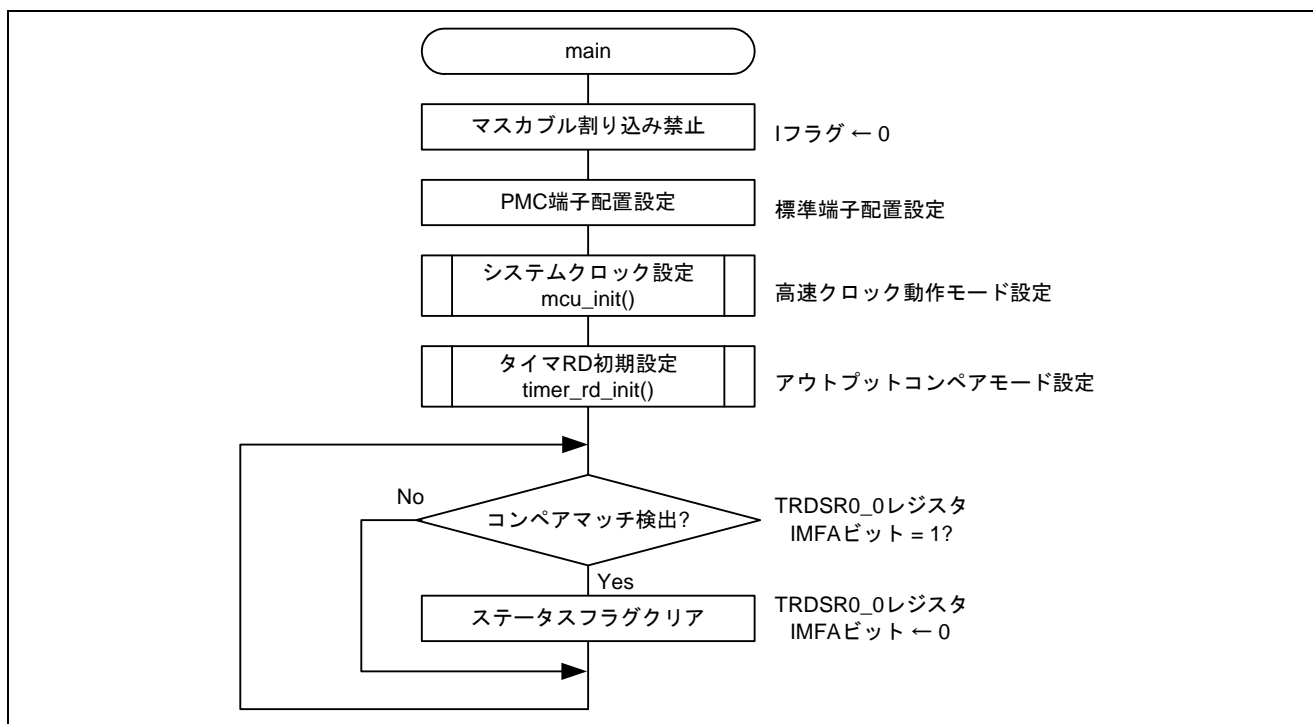 main
マスカブル割り込み禁止
Iフラグ ← 0
PMC端子配置設定
標準端子配置設定
システムクロック設定
mcu_init()
高速クロック動作モード設定
タイマRD初期設定
timer_rd_init()
アウトプットコンペアモード設定
No
コンペアマッチ検出?
TRDSR0_0レジスタ
IMFAビット = 1?
Yes
ステータスフラグクリア
TRDSR0_0レジスタ
IMFAビット ← 0